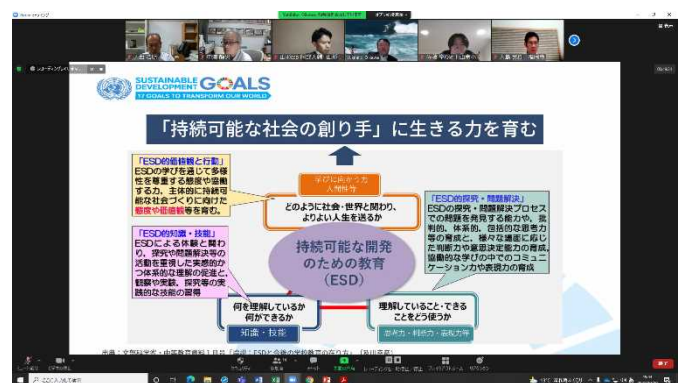 SUSTAINABLE
DEVELOPMENT
GOALS
17 GOALS TO TRANSFORM OUR WORLD
「持続可能な社会の創り手」に生きる力を育む
「ESD的価値観と行動」
ESDの学びを通じて多様
性を尊重する態度や協働
する力、主体的に持続可
能な社会づくりに向けた
態度や価値観等を育む。
学びに向かう力
人間性等
どのように社会・世界と関わり、
よりよい人生を送るか
「ESD的知識・技能」
ESDによる体験と関わ
り、探究や問題解決等の
活動を重視した実感的か
つ体系的な理解の促進と、
観察や実験、探究等の実
践的な技能の習得
持続可能な開発
のための教育
(ESD)
「ESD的探究・問題解決」
ESDの探究・問題解決プロセス
での問題を発見する能力や、批
判的、体系的、包括的な思考力
等の育成と、様々な場面に応じ
た判断力や意思決定能力の育成、
協働的な学びの中でのコミュニ
ケーション力や表現力の育成
何を理解しているか
何ができるか
知識・技能
理解していること・できる
ことをどう使うか
思考力・判断力・表現力等